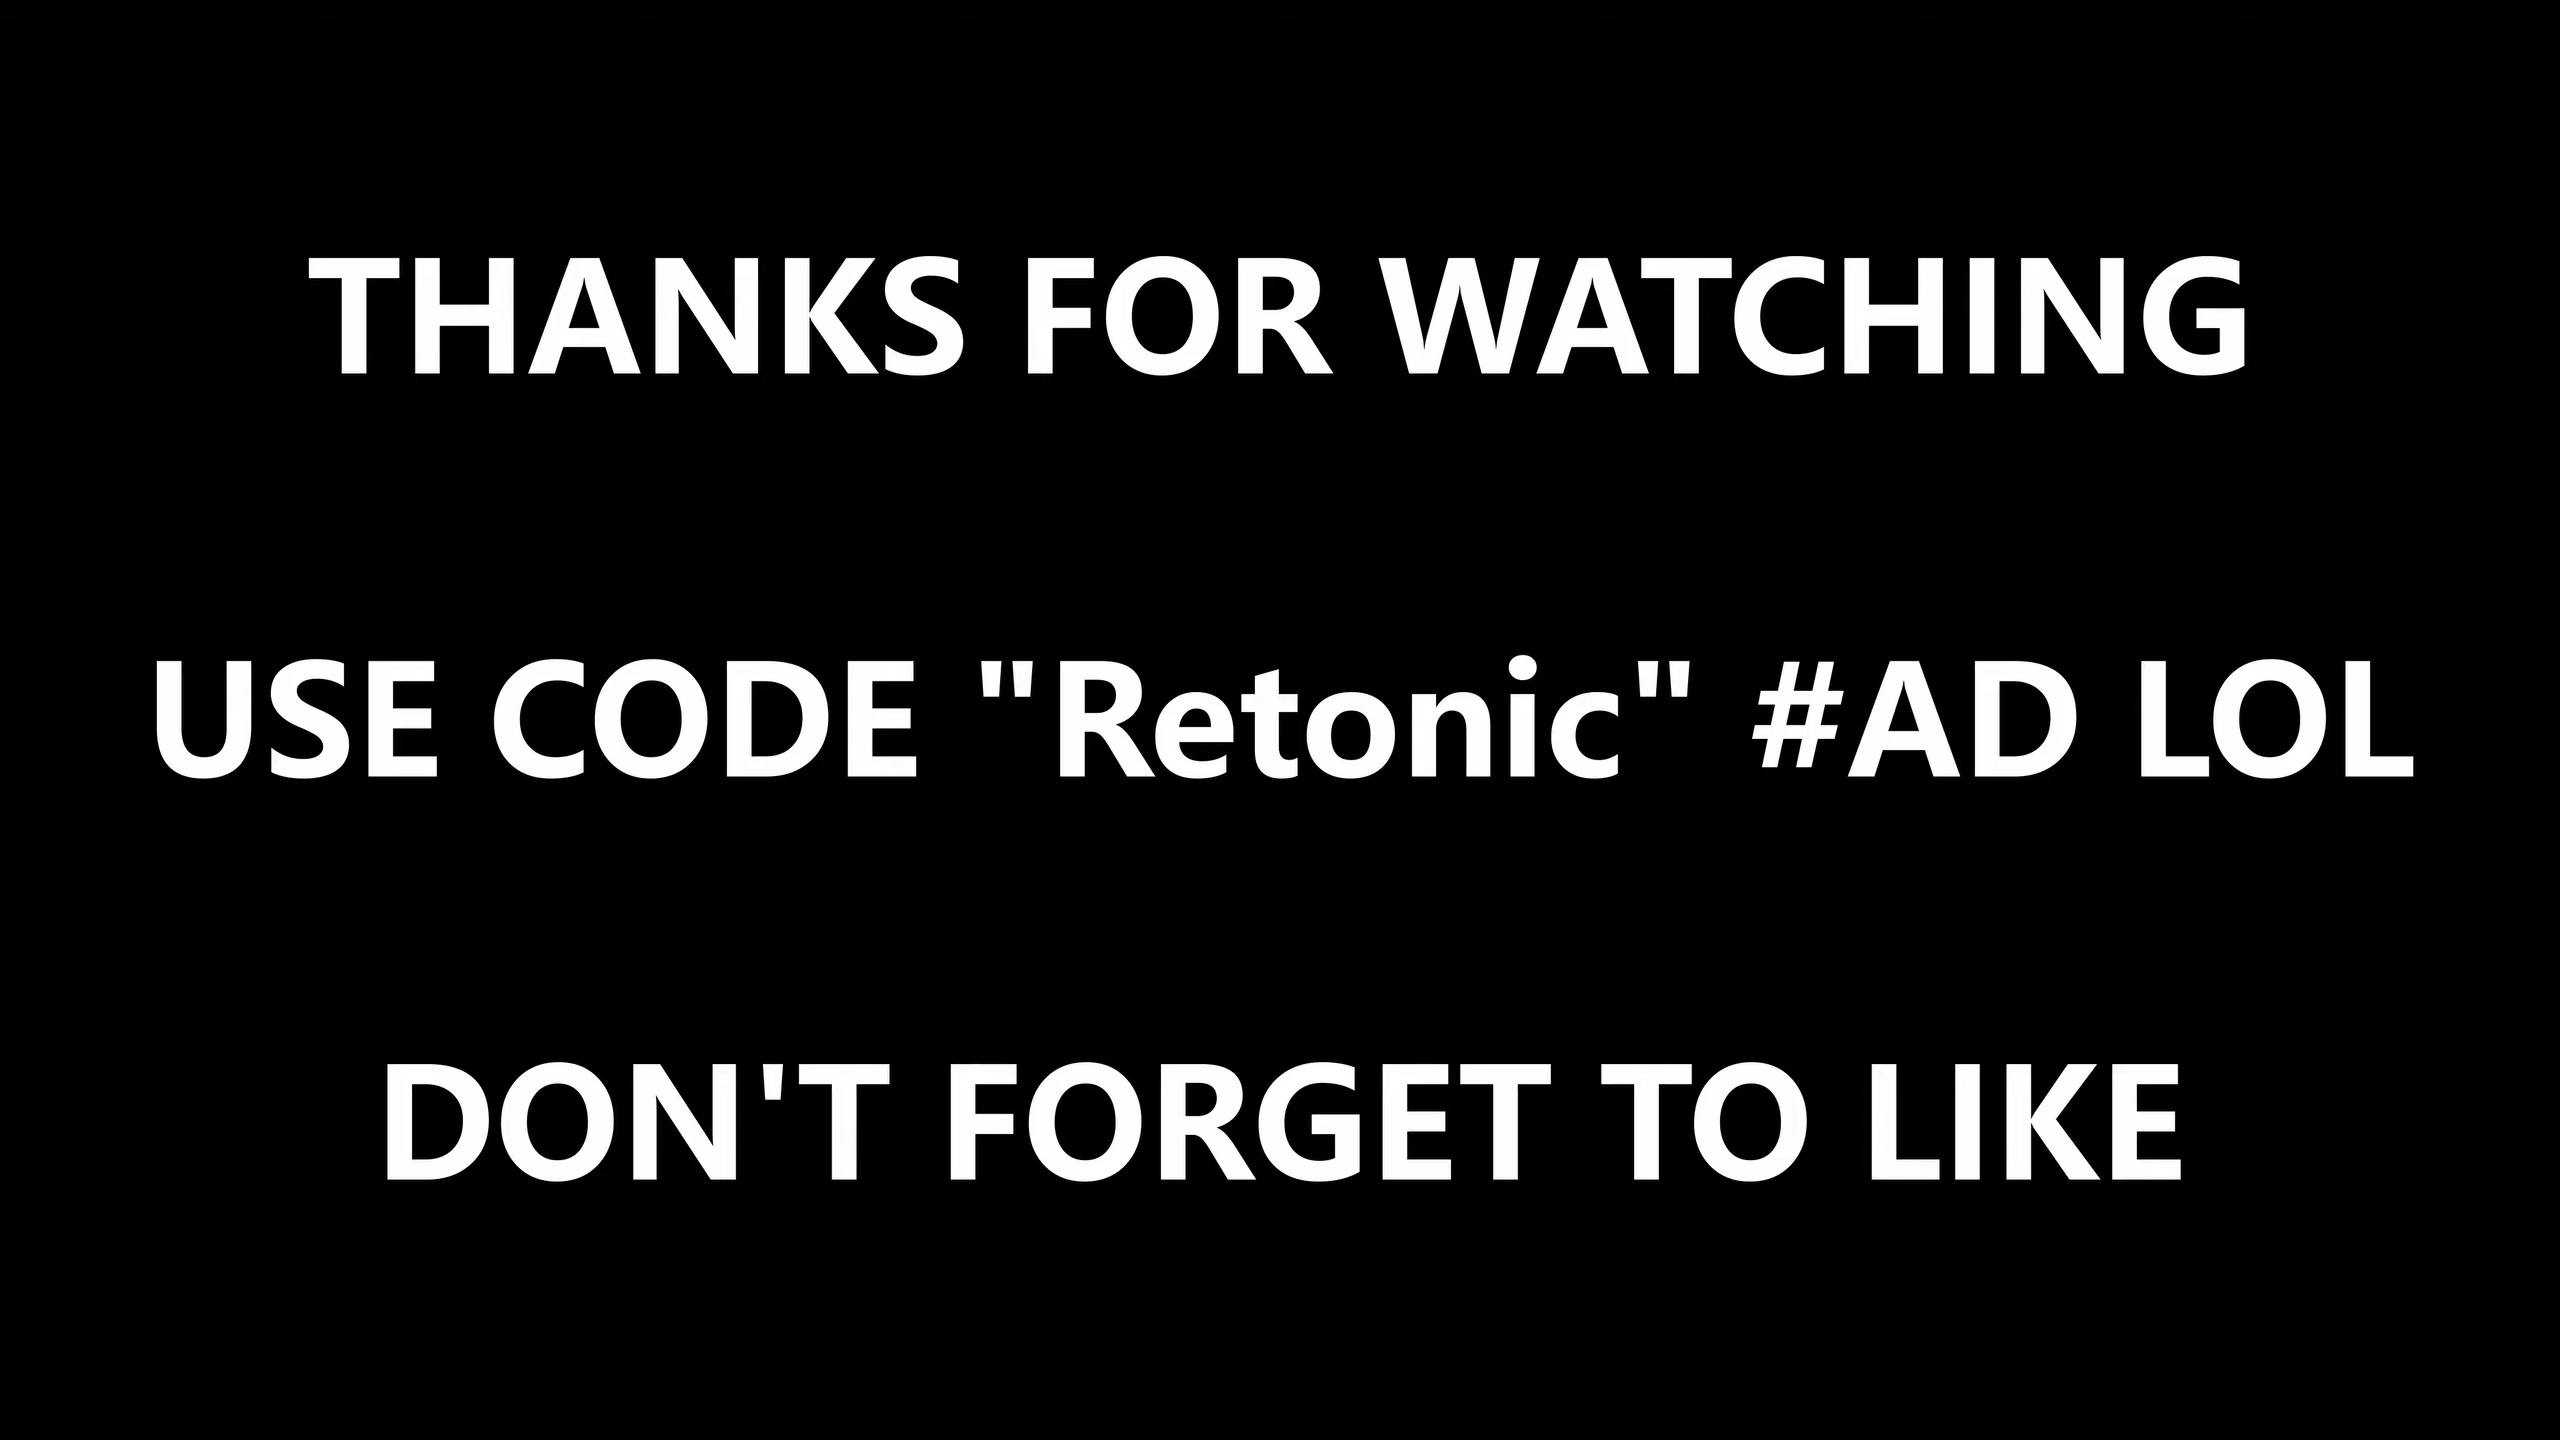 THANKS FOR WATCHING
USE CODE "Retonic" #AD LOL
DON'T FORGET TO LIKE